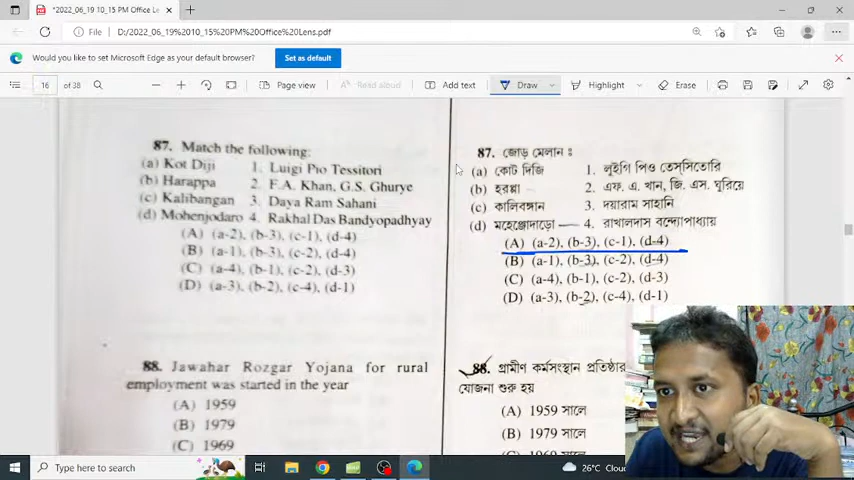 *2022_06_19 10_15 PM Office Le
File
D:/2022_06_19%2010_15%20PM%20Office%20Lens.pdf
Would you like to set Microsoft Edge as your default browser?
Set as default
16 of 38
Page view
Read aloud
Add text
Draw
Highlight
Erase
87. Match the following:
(a) Kot Diji 1. Luigi Pio Tessitori
(b) Harappa 2. F.A. Khan, G.S. Ghurye
(c) Kalibangan 3. Daya Ram Sahani
(d) Mohenjodaro 4. Rakhal Das Bandyopadhyay
(A) (a-2), (b-3), (c-1), (d-4)
(B) (a-1), (b-3), (c-2), (d-4)
(C) (a-4), (b-1), (c-2), (d-3)
(D) (a-3), (b-2), (c-4), (d-1)
88. Jawahar Rozgar Yojana for rural
employment was started in the year
(A) 1959
(B) 1979
(C) 1969
87. জোড় মেলান ঃ
(a) কোট দিজি 1. লুইগি পিও তেস্সিতোরি
(b) হরপ্পা 2. এফ. এ. খান, জি. এস. ঘুরিয়ে
(c) কালিবঙ্গান 3. দয়ারাম সাহানি
(d) মহেঞ্জোদাড়ো 4. রাখালদাস বন্দ্যোপাধ্যায়
(A) (a-2), (b-3), (c-1), (d-4)
(B) (a-1), (b-3), (c-2), (d-4)
(C) (a-4), (b-1), (c-2), (d-3)
(D) (a-3), (b-2), (c-4), (d-1)
88. গ্রামীণ কর্মসংস্থান প্রতিষ্ঠার
যোজনা শুরু হয়
(A) 1959 সালে
(B) 1979 সালে
(C) 1969 সালে
Type here to search
26°C Cloud